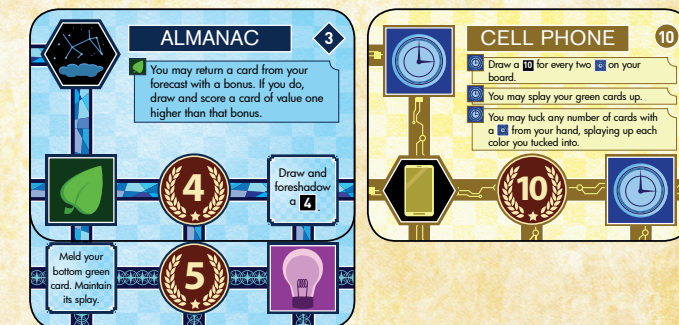 ALMANAC
3
You may return a card from your
forecast with a bonus. If you do,
draw and score a card of value one
higher than that bonus.
4
Draw and
foreshadow
a 4.
Meld your
bottom green
card. Maintain
its splay.
5
CELL PHONE
10
Draw a 10 for every two on your
board.
You may splay your green cards up.
You may tuck any number of cards with
a from your hand, splaying up each
color you tucked into.
10